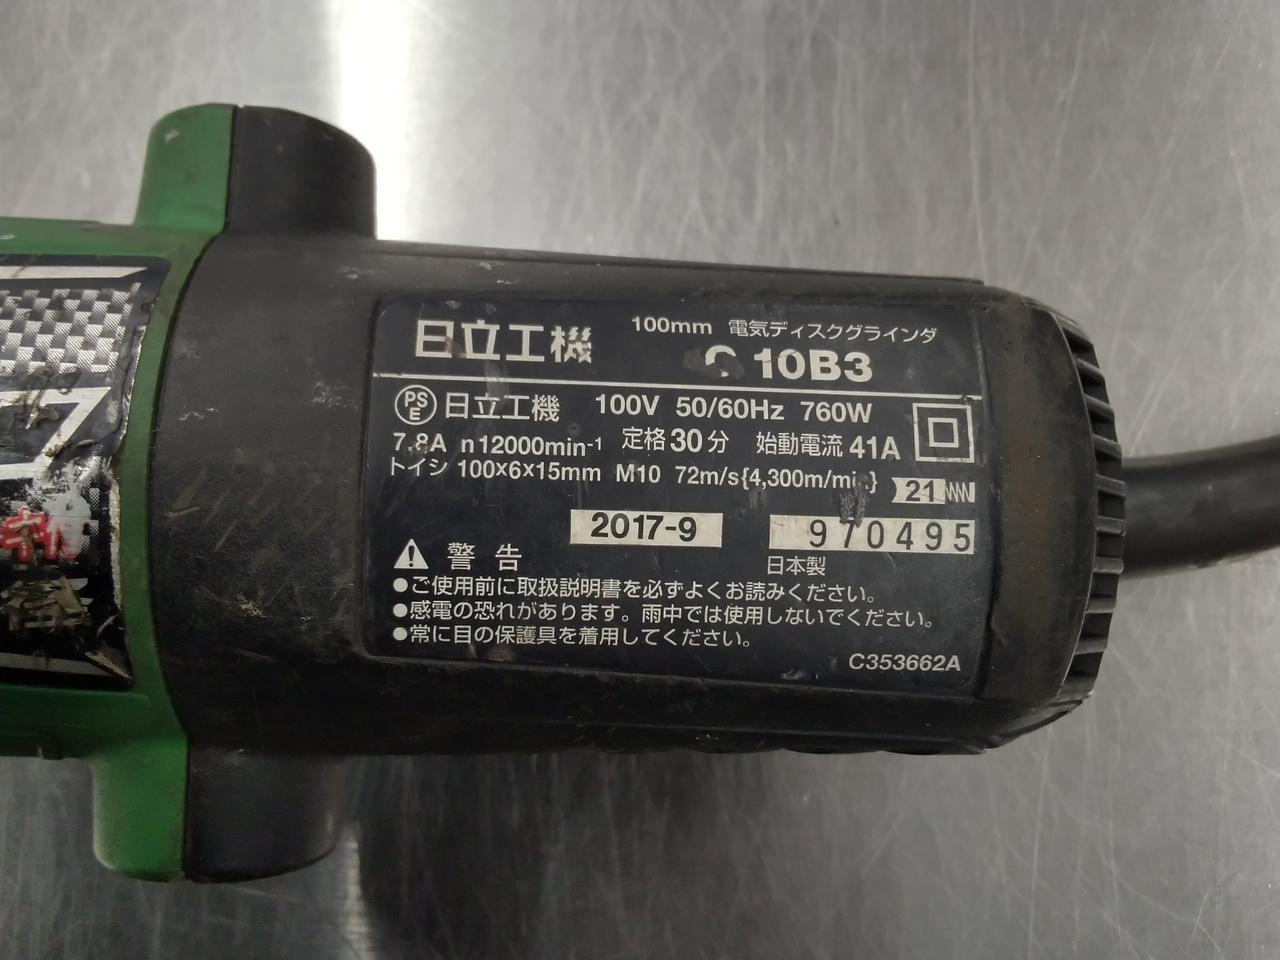 日立工機
100mm 電気ディスクグラインダ
10B3
PSE 日立工機 100V 50/60Hz 760W
7.8A n12000min-1 定格30分 始動電流 41A
トイシ 100×6×15mm M10 72m/s{4,300m/min} 21
2017-9 970495
日本製
警告
●ご使用前に取扱説明書を必ずよくお読みください。
●感電の恐れがあります。雨中では使用しないでください。
●常に目の保護具を着用してください。
C353662A